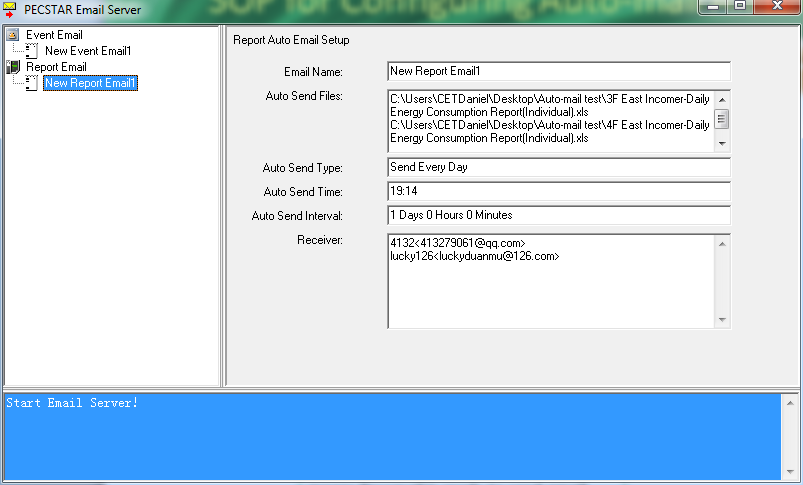 SOP for Configuring Auto-mail
PECSTAR Email Server
Event Email
New Event Email1
Report Email
New Report Email1
Report Auto Email Setup
Email Name:
New Report Email1
Auto Send Files:
C:\Users\CETDaniel\Desktop\Auto-mail test\3F East Incomer-Daily
Energy Consumption Report(Individual).xls
C:\Users\CETDaniel\Desktop\Auto-mail test\4F East Incomer-Daily
Energy Consumption Report(Individual).xls
Auto Send Type:
Send Every Day
Auto Send Time:
19:14
Auto Send Interval:
1 Days 0 Hours 0 Minutes
Receiver:
4132<413279061@qq.com>
lucky126<luckyduanmu@126.com>
Start Email Server!